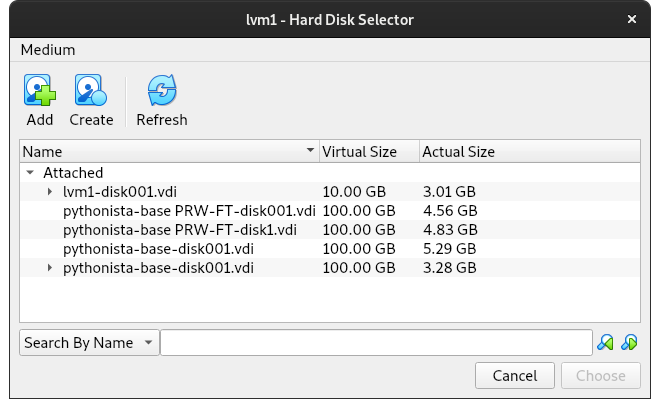 lvm1 - Hard Disk Selector
Medium
Add Create Refresh
Name Virtual Size Actual Size
Attached
lvm1-disk001.vdi 10.00 GB 3.01 GB
pythonista-base PRW-FT-disk001.vdi 100.00 GB 4.56 GB
pythonista-base PRW-FT-disk1.vdi 100.00 GB 4.83 GB
pythonista-base-disk001.vdi 100.00 GB 5.29 GB
pythonista-base-disk001.vdi 100.00 GB 3.28 GB
Search By Name
Cancel Choose